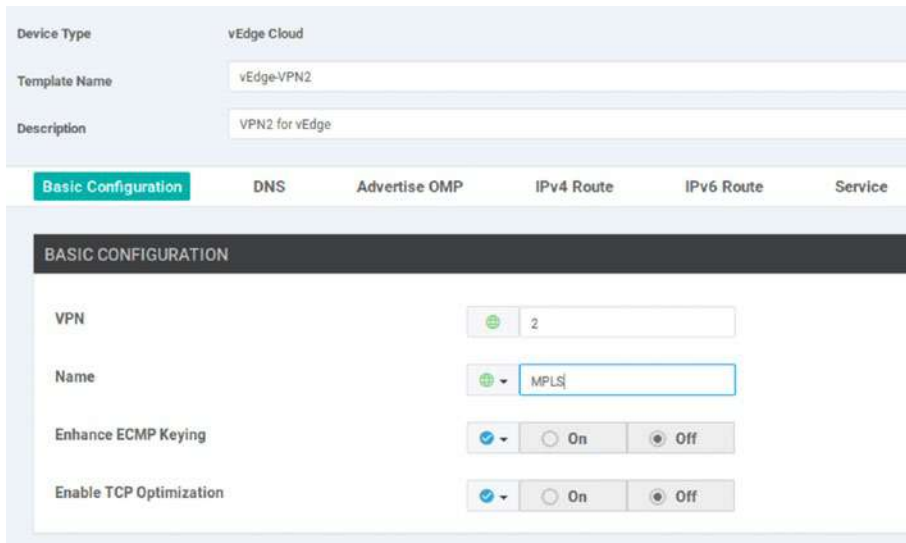 Device Type vEdge Cloud
Template Name vEdge-VPN2
Description VPN2 for vEdge
Basic Configuration DNS Advertise OMP IPv4 Route IPv6 Route Service
BASIC CONFIGURATION
VPN 2
Name MPLS
Enhance ECMP Keying On Off
Enable TCP Optimization On Off